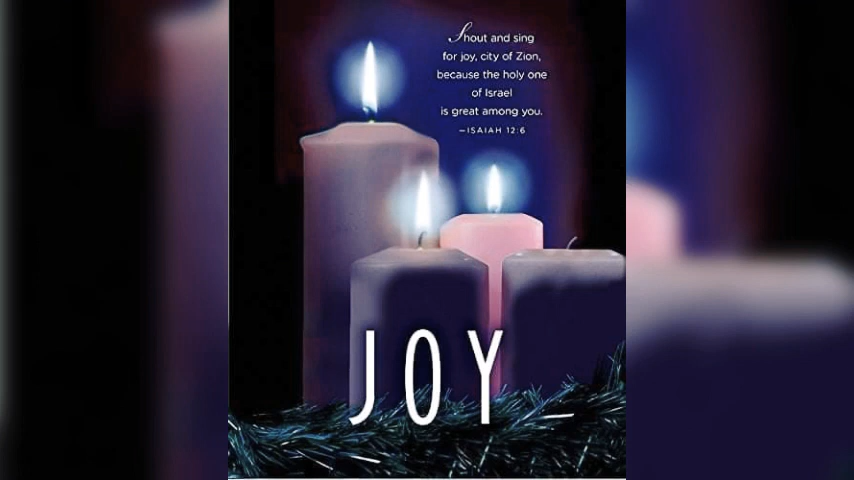 Shout and sing
for joy, city of Zion,
because the holy one
of Israel
is great among you.
—ISAIAH 12:6
JOY